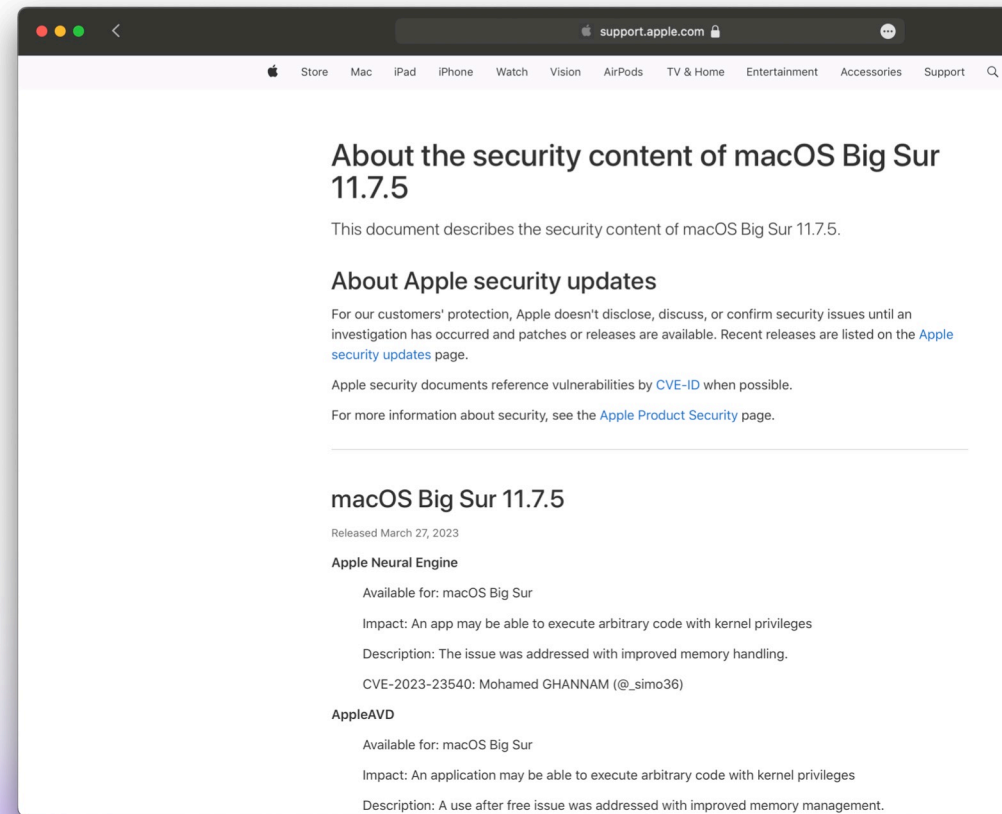 support.apple.com
Store Mac iPad iPhone Watch Vision AirPods TV & Home Entertainment Accessories Support
About the security content of macOS Big Sur
11.7.5
This document describes the security content of macOS Big Sur 11.7.5.
About Apple security updates
For our customers' protection, Apple doesn't disclose, discuss, or confirm security issues until an
investigation has occurred and patches or releases are available. Recent releases are listed on the Apple
security updates page.
Apple security documents reference vulnerabilities by CVE-ID when possible.
For more information about security, see the Apple Product Security page.
macOS Big Sur 11.7.5
Released March 27, 2023
Apple Neural Engine
Available for: macOS Big Sur
Impact: An app may be able to execute arbitrary code with kernel privileges
Description: The issue was addressed with improved memory handling.
CVE-2023-23540: Mohamed GHANNAM (@_simo36)
AppleAVD
Available for: macOS Big Sur
Impact: An application may be able to execute arbitrary code with kernel privileges
Description: A use after free issue was addressed with improved memory management.